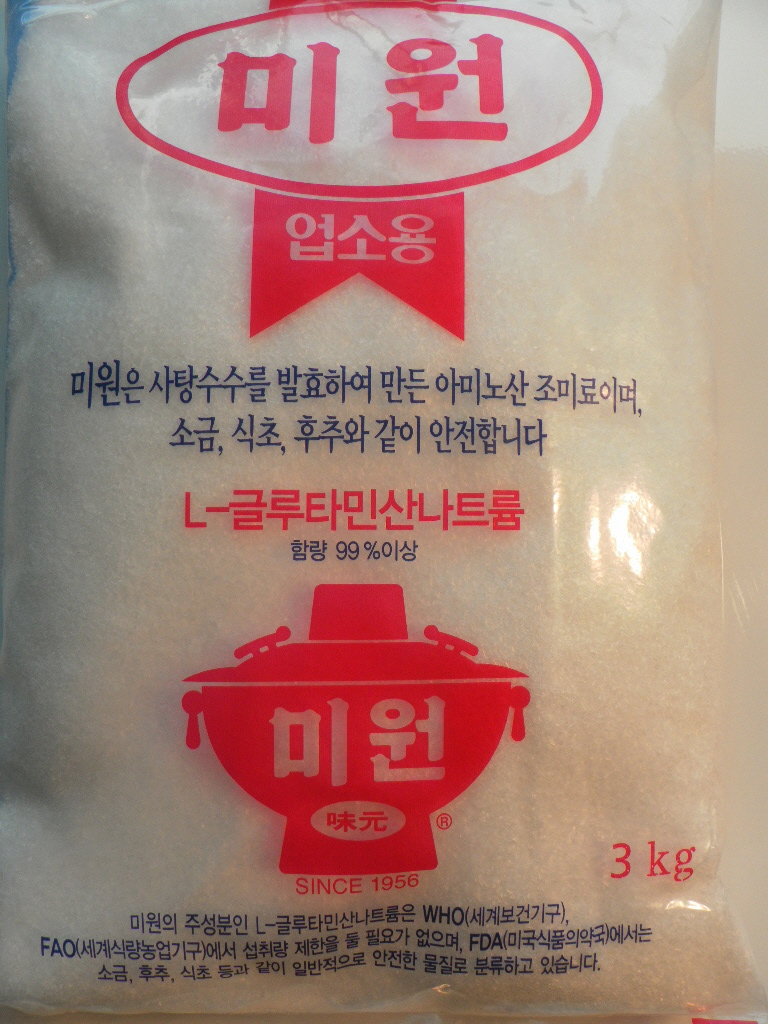 미원
업소용
미원은 사탕수수를 발효하여 만든 아미노산 조미료이며,
소금, 식초, 후추와 같이 안전합니다
L-글루타민산나트륨
함량 99%이상
미원
味元 ®
SINCE 1956
3 kg
미원의 주성분인 L-글루타민산나트륨은 WHO(세계보건기구),
FAO(세계식량농업기구)에서 섭취량 제한을 둘 필요가 없으며, FDA(미국식품의약국)에서는
소금, 후추, 식초 등과 같이 일반적으로 안전한 물질로 분류하고 있습니다.